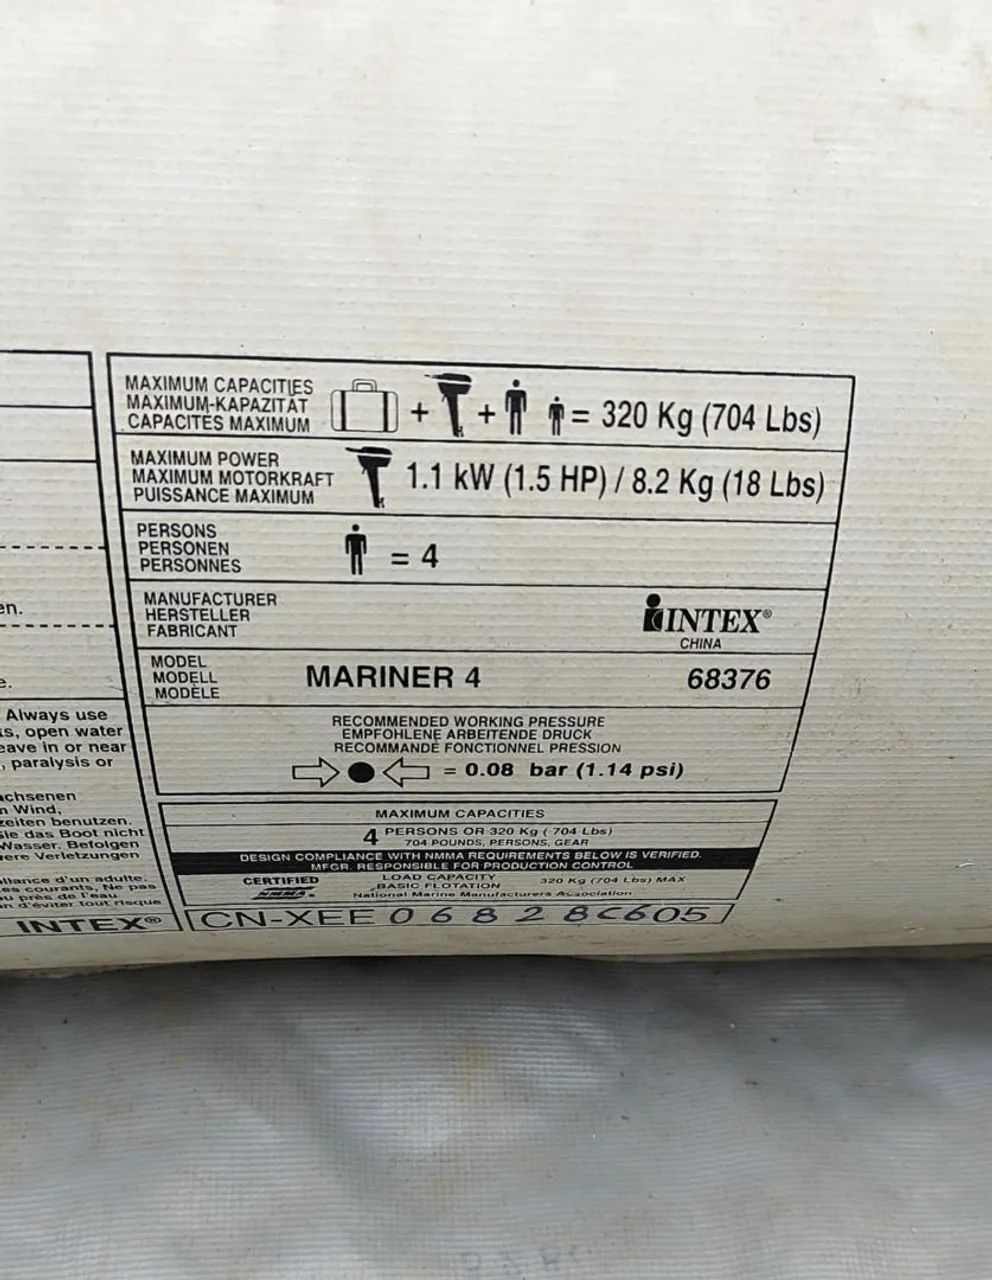 MAXIMUM CAPACITIES
MAXIMUM-KAPAZITÄT
CAPACITES MAXIMUM
+ + = 320 Kg (704 Lbs)
MAXIMUM POWER
MAXIMUM MOTORKRAFT
PUISSANCE MAXIMUM
1.1 kW (1.5 HP) / 8.2 Kg (18 Lbs)
PERSONS
PERSONEN
PERSONNES
= 4
MANUFACTURER
HERSTELLER
FABRICANT
INTEX®
CHINA
MODEL
MODELL
MODÈLE
MARINER 4
68376
RECOMMENDED WORKING PRESSURE
EMPFOHLENE ARBEITENDE DRUCK
RECOMMANDÉ FONCTIONNEL PRESSION
= 0.08 bar (1.14 psi)
MAXIMUM CAPACITIES
4 PERSONS OR 320 Kg (704 Lbs)
704 POUNDS, PERSONS, GEAR
DESIGN COMPLIANCE WITH NMMA REQUIREMENTS BELOW IS VERIFIED.
MFGR. RESPONSIBLE FOR PRODUCTION CONTROL
CERTIFIED
NMMA®
LOAD CAPACITY 320 Kg (704 Lbs) MAX
BASIC FLOTATION
National Marine Manufacturers Association
CN-XEE 06828C605
en.
e.
Always use
open water
eave in or near
, paralysis or
achsenen
n Wind,
zeiten benutzen.
Sie das Boot nicht
Wasser. Befolgen
were Verletzungen
illance d'un adulte.
es courants, Ne pas
au près de l'eau.
n d'éviter tout risque
INTEX®